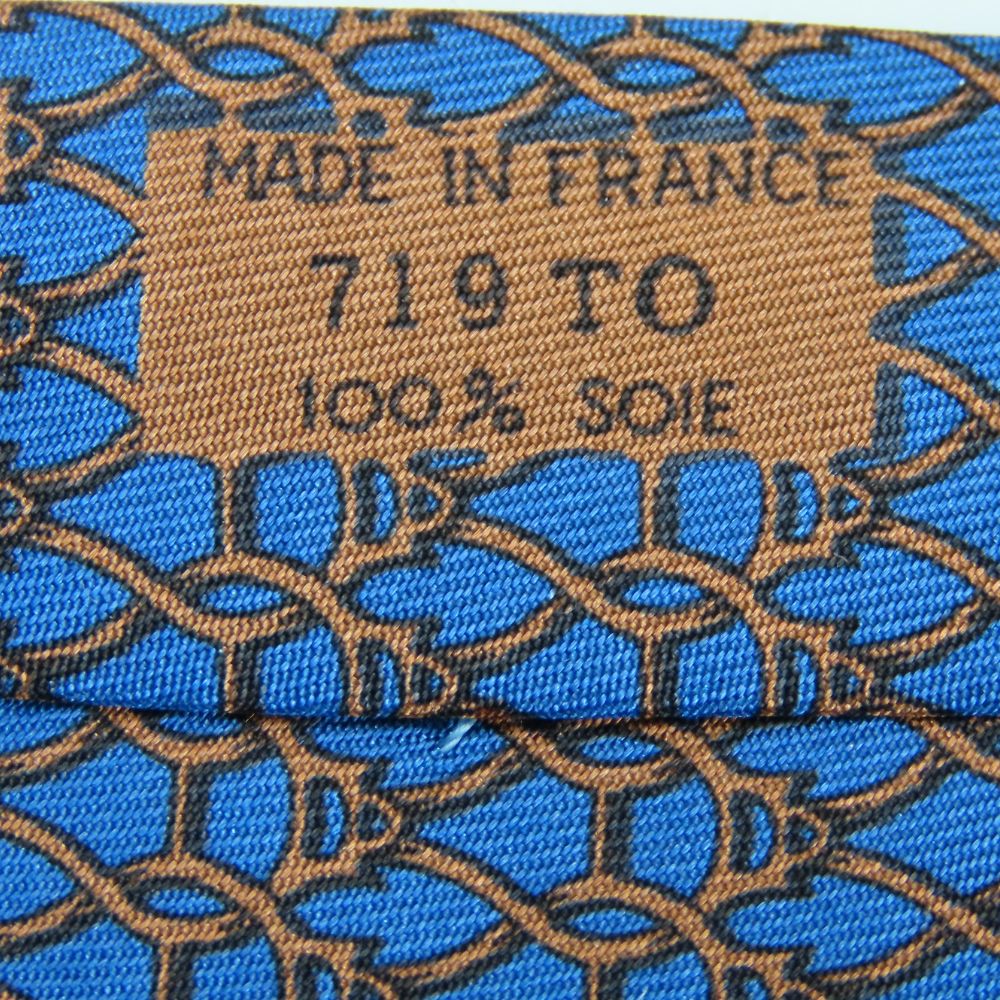 MADE IN FRANCE
719 TO
100% SOIE